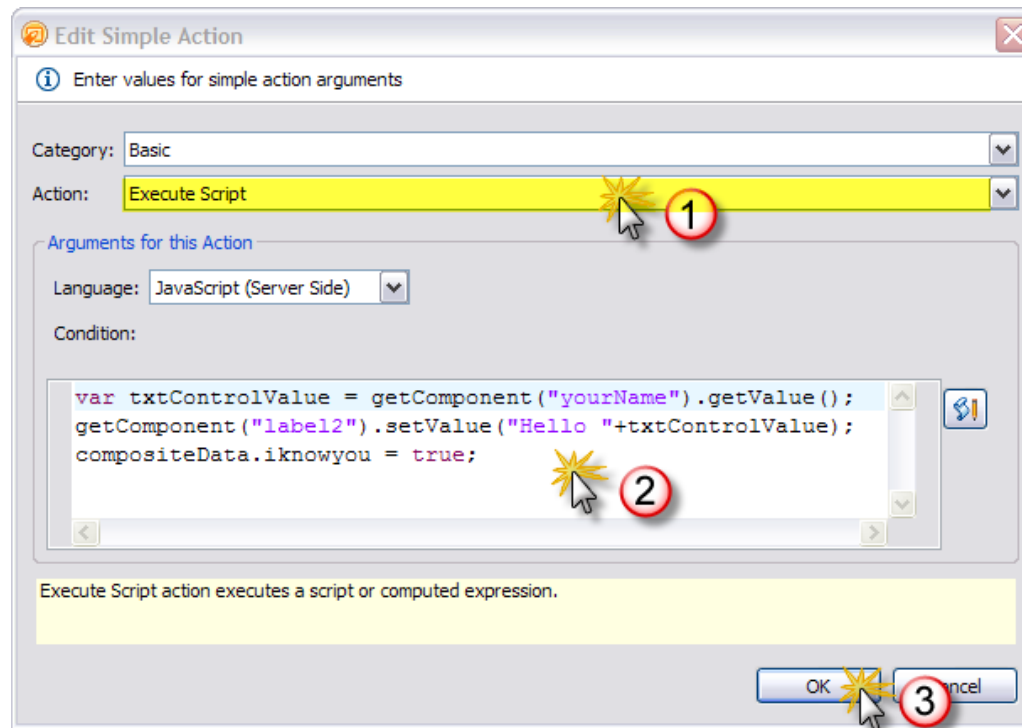 Edit Simple Action
Enter values for simple action arguments
Category: Basic
Action: Execute Script
1
Arguments for this Action
Language: JavaScript (Server Side)
Condition:
var txtControlValue = getComponent("yourName").getValue();
getComponent("label2").setValue("Hello "+txtControlValue);
compositeData.iknowyou = true;
2
Execute Script action executes a script or computed expression.
OK 3 ncel